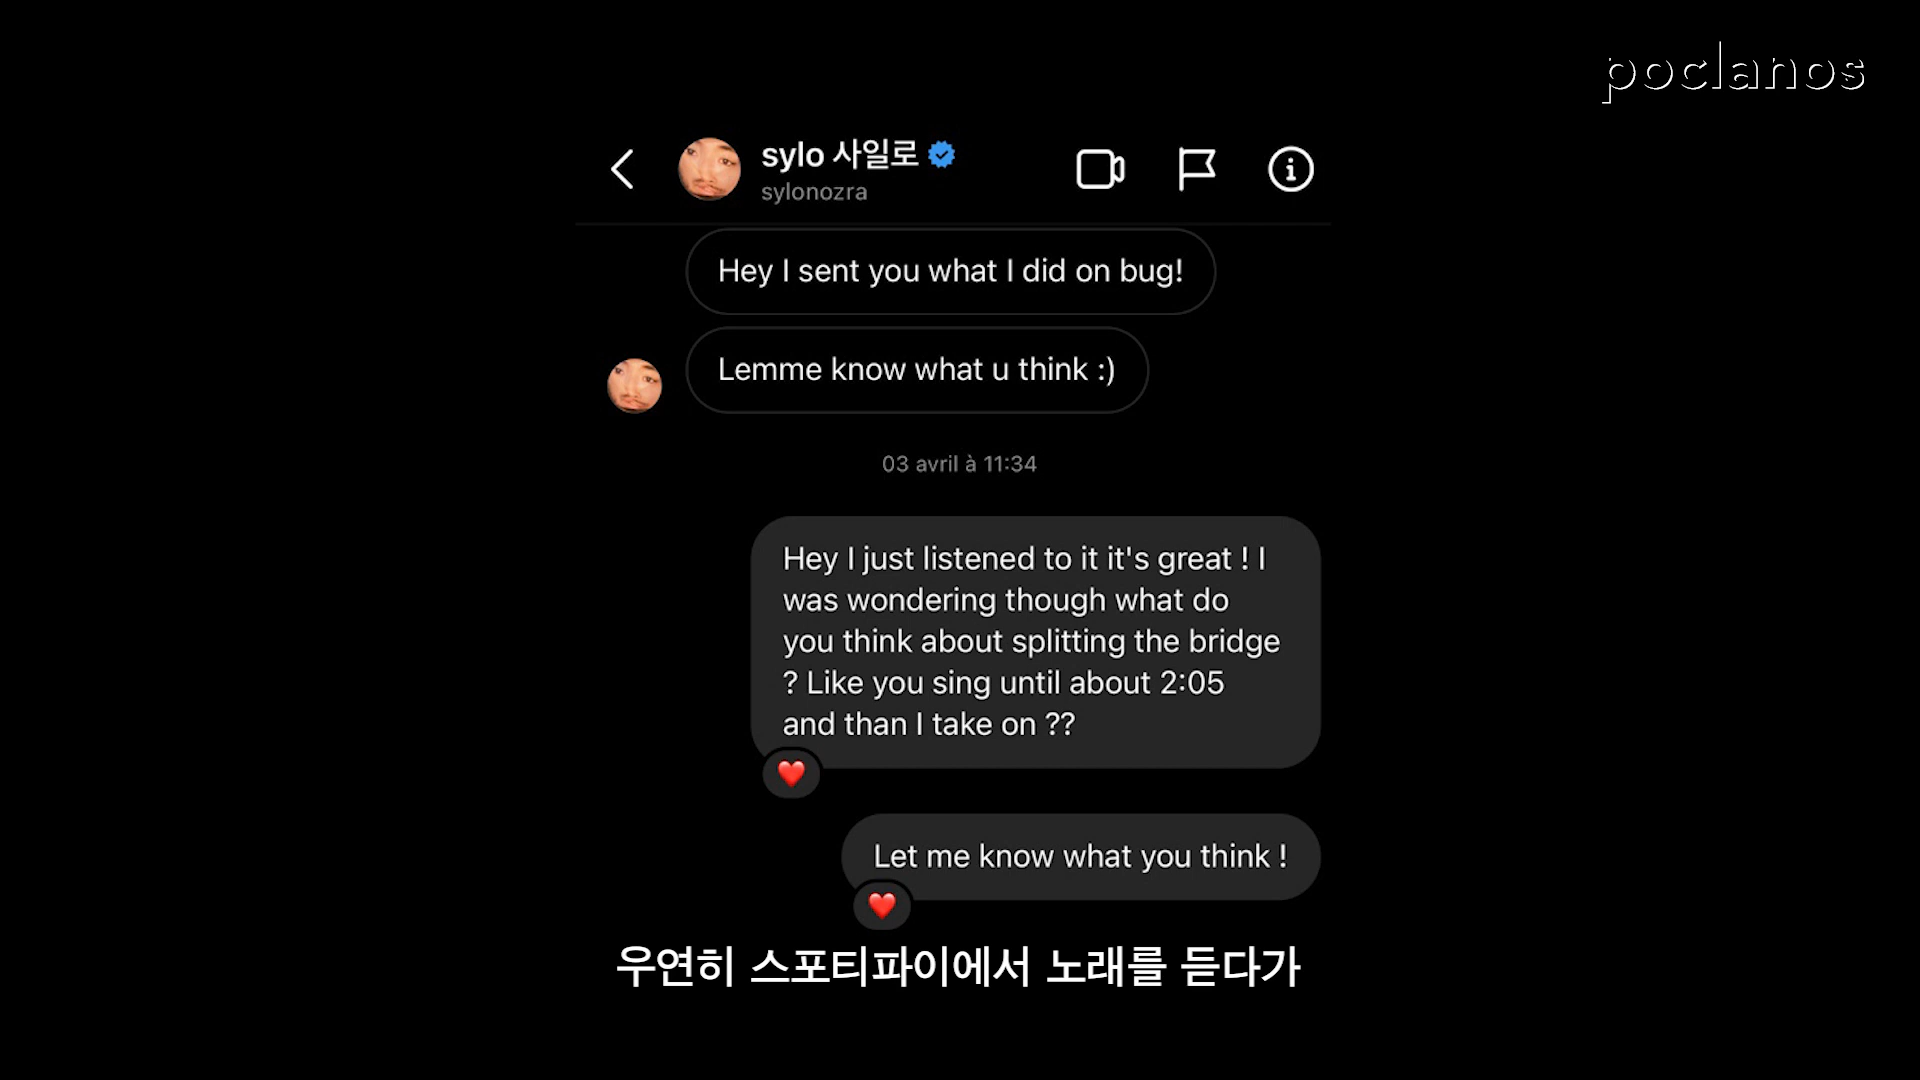 poclanos
sylo 사일로
sylonozra
Hey I sent you what I did on bug!
Lemme know what u think :)
03 avril à 11:34
Hey I just listened to it it's great ! I
was wondering though what do
you think about splitting the bridge
? Like you sing until about 2:05
and than I take on ??
Let me know what you think !
우연히 스포티파이에서 노래를 듣다가